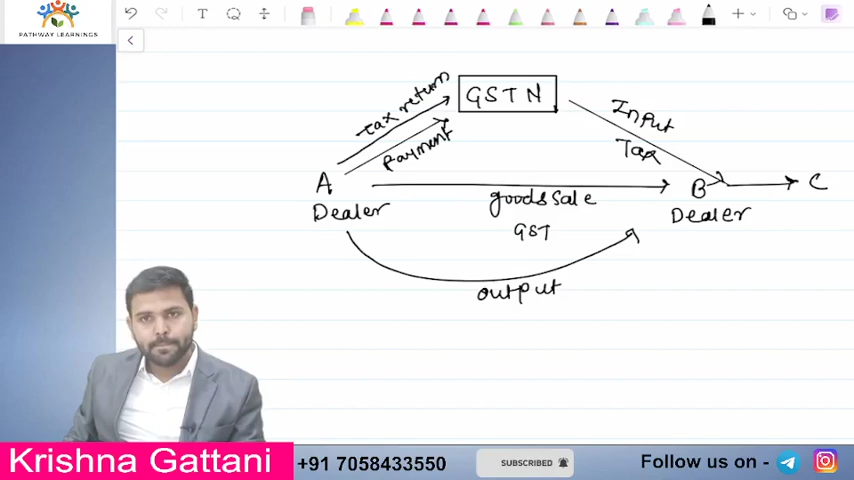 PATHWAY LEARNINGS
T
GSTN
Tax return
Payment
Input
Tax
A
Dealer
goods sale
GST
B
Dealer
C
output
Krishna Gattani
+91 7058433550
SUBSCRIBED
Follow us on -